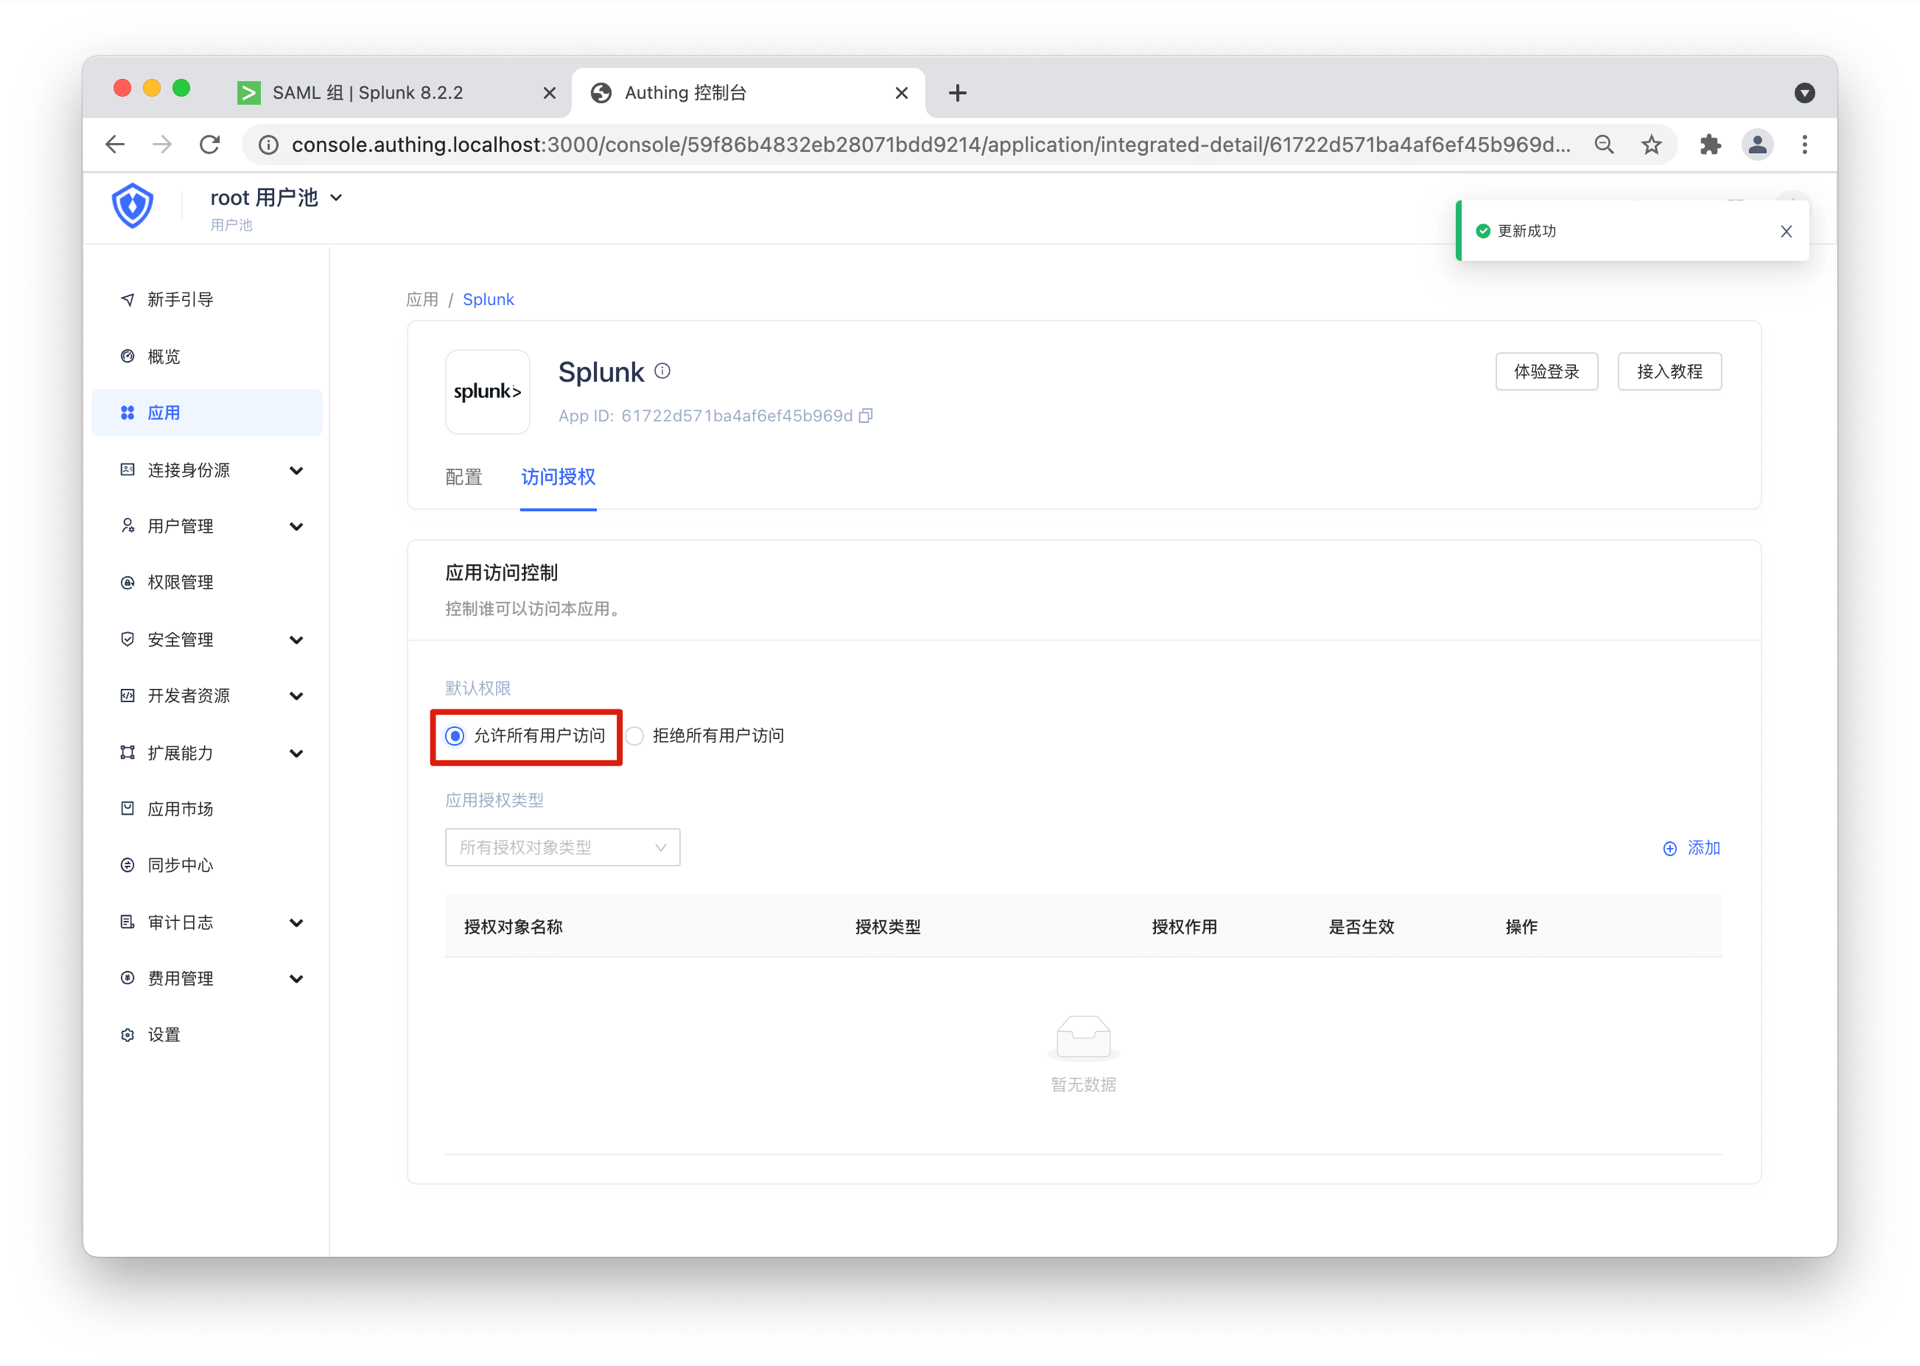 SAML 组 | Splunk 8.2.2
Authing 控制台
console.authing.localhost:3000/console/59f86b4832eb28071bdd9214/application/integrated-detail/61722d571ba4af6ef45b969d...
root 用户池
用户池
更新成功
新手引导
概览
应用
连接身份源
用户管理
权限管理
安全管理
开发者资源
扩展能力
应用市场
同步中心
审计日志
费用管理
设置
应用 / Splunk
splunk>
Splunk
App ID: 61722d571ba4af6ef45b969d
体验登录
接入教程
配置
访问授权
应用访问控制
控制谁可以访问本应用。
默认权限
允许所有用户访问
拒绝所有用户访问
应用授权类型
所有授权对象类型
添加
授权对象名称 授权类型 授权作用 是否生效 操作
暂无数据